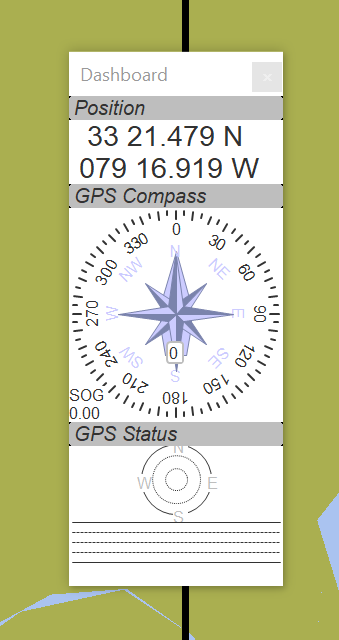 Dashboard
×
Position
33 21.479 N
079 16.919 W
GPS Compass
0
30
60
90
120
150
180
210
240
270
300
330
N
NE
E
SE
S
SW
W
NW
0
SOG
0.00
GPS Status
N
W E
S